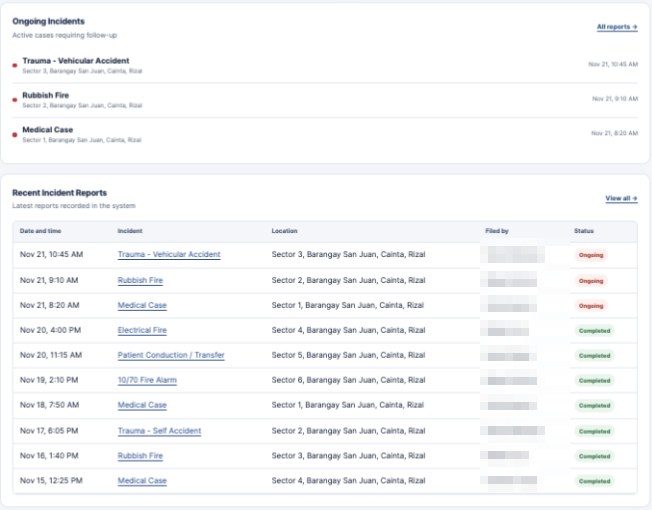 Ongoing Incidents
All reports →
Active cases requiring follow-up
Trauma - Vehicular Accident
Nov 21, 10:45 AM
Sector 3, Barangay San Juan, Cainta, Rizal
Rubbish Fire
Nov 21, 9:10 AM
Sector 2, Barangay San Juan, Cainta, Rizal
Medical Case
Nov 21, 8:20 AM
Sector 1, Barangay San Juan, Cainta, Rizal
Recent Incident Reports
View all →
Latest reports recorded in the system
Date and time Incident Location Filed by Status
Nov 21, 10:45 AM Trauma - Vehicular Accident Sector 3, Barangay San Juan, Cainta, Rizal Ongoing
Nov 21, 9:10 AM Rubbish Fire Sector 2, Barangay San Juan, Cainta, Rizal Ongoing
Nov 21, 8:20 AM Medical Case Sector 1, Barangay San Juan, Cainta, Rizal Ongoing
Nov 20, 4:00 PM Electrical Fire Sector 4, Barangay San Juan, Cainta, Rizal Completed
Nov 20, 11:15 AM Patient Conduction / Transfer Sector 5, Barangay San Juan, Cainta, Rizal Completed
Nov 19, 2:10 PM 10/70 Fire Alarm Sector 6, Barangay San Juan, Cainta, Rizal Completed
Nov 18, 7:50 AM Medical Case Sector 1, Barangay San Juan, Cainta, Rizal Completed
Nov 17, 6:05 PM Trauma - Self Accident Sector 2, Barangay San Juan, Cainta, Rizal Completed
Nov 16, 1:40 PM Rubbish Fire Sector 3, Barangay San Juan, Cainta, Rizal Completed
Nov 15, 12:25 PM Medical Case Sector 4, Barangay San Juan, Cainta, Rizal Completed